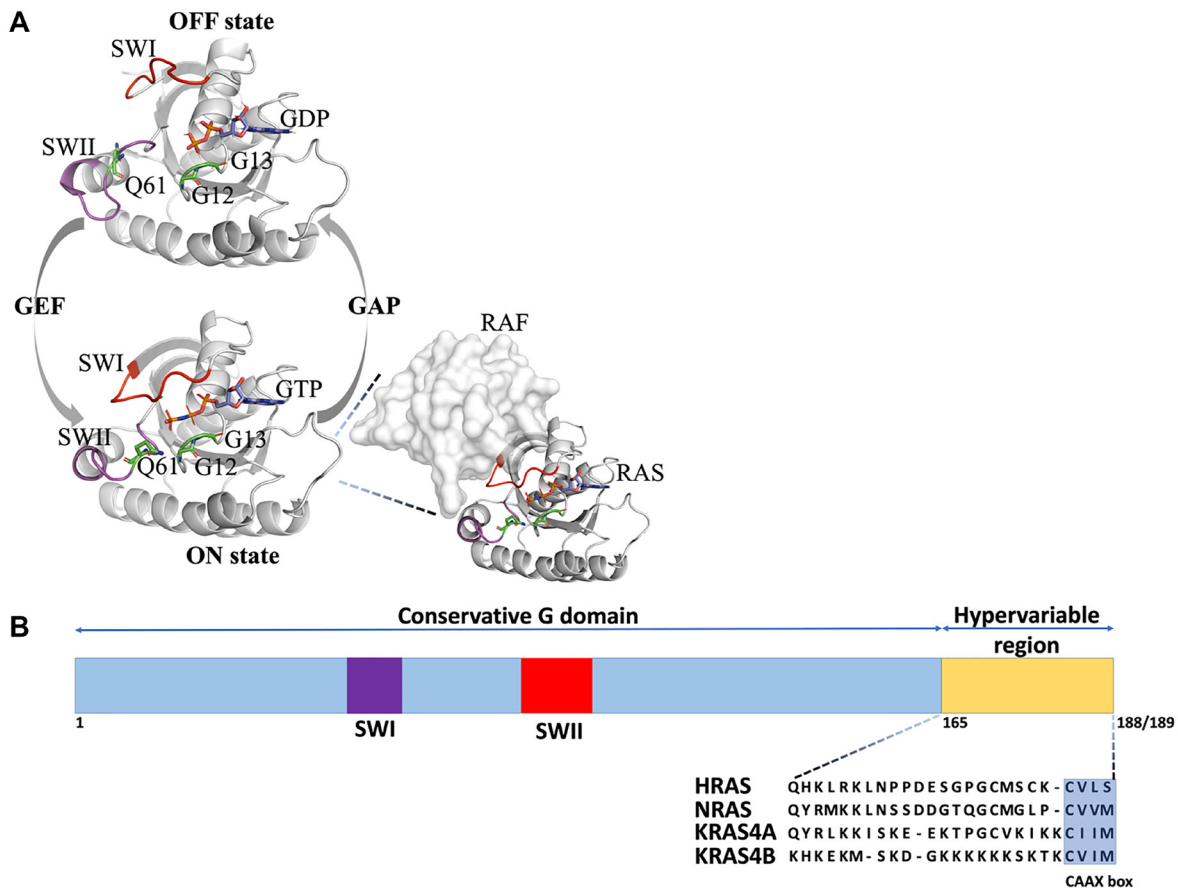 A
OFF state
SWI
GDP
SWII
G13
Q61
G12
GEF
GAP
RAF
SWI
GTP
SWII
G13
Q61
G12
RAS
ON state
B
Conservative G domain
Hypervariable
region
1
165
188/189
SWI
SWII
HRAS QHKLRKLNPPDESGPGCMSCK-CVLS
NRAS QYRMKKLNSSDDGTQGCMGLP-CVVM
KRAS4A QYRLKKISKE-EKTPGCVKIKKCIIM
KRAS4B KHKEKM-SKD-GKKKKKKSKTKCVIM
CAAX box